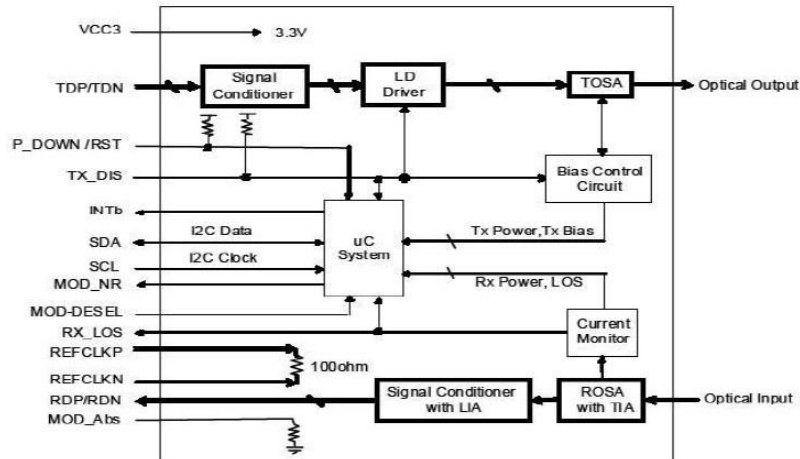 VCC3
3.3V
TDP/TDN
Signal
Conditioner
LD
Driver
TOSA
Optical Output
P_DOWN /RST
TX_DIS
Bias Control
Circuit
INTb
SDA
I2C Data
uC
System
Tx Power,Tx Bias
SCL
I2C Clock
MOD_NR
Rx Power, LOS
MOD-DESEL
RX_LOS
Current
Monitor
REFCLKP
100ohm
REFCLKN
RDP/RDN
Signal Conditioner
with LIA
ROSA
with TIA
Optical Input
MOD_Abs